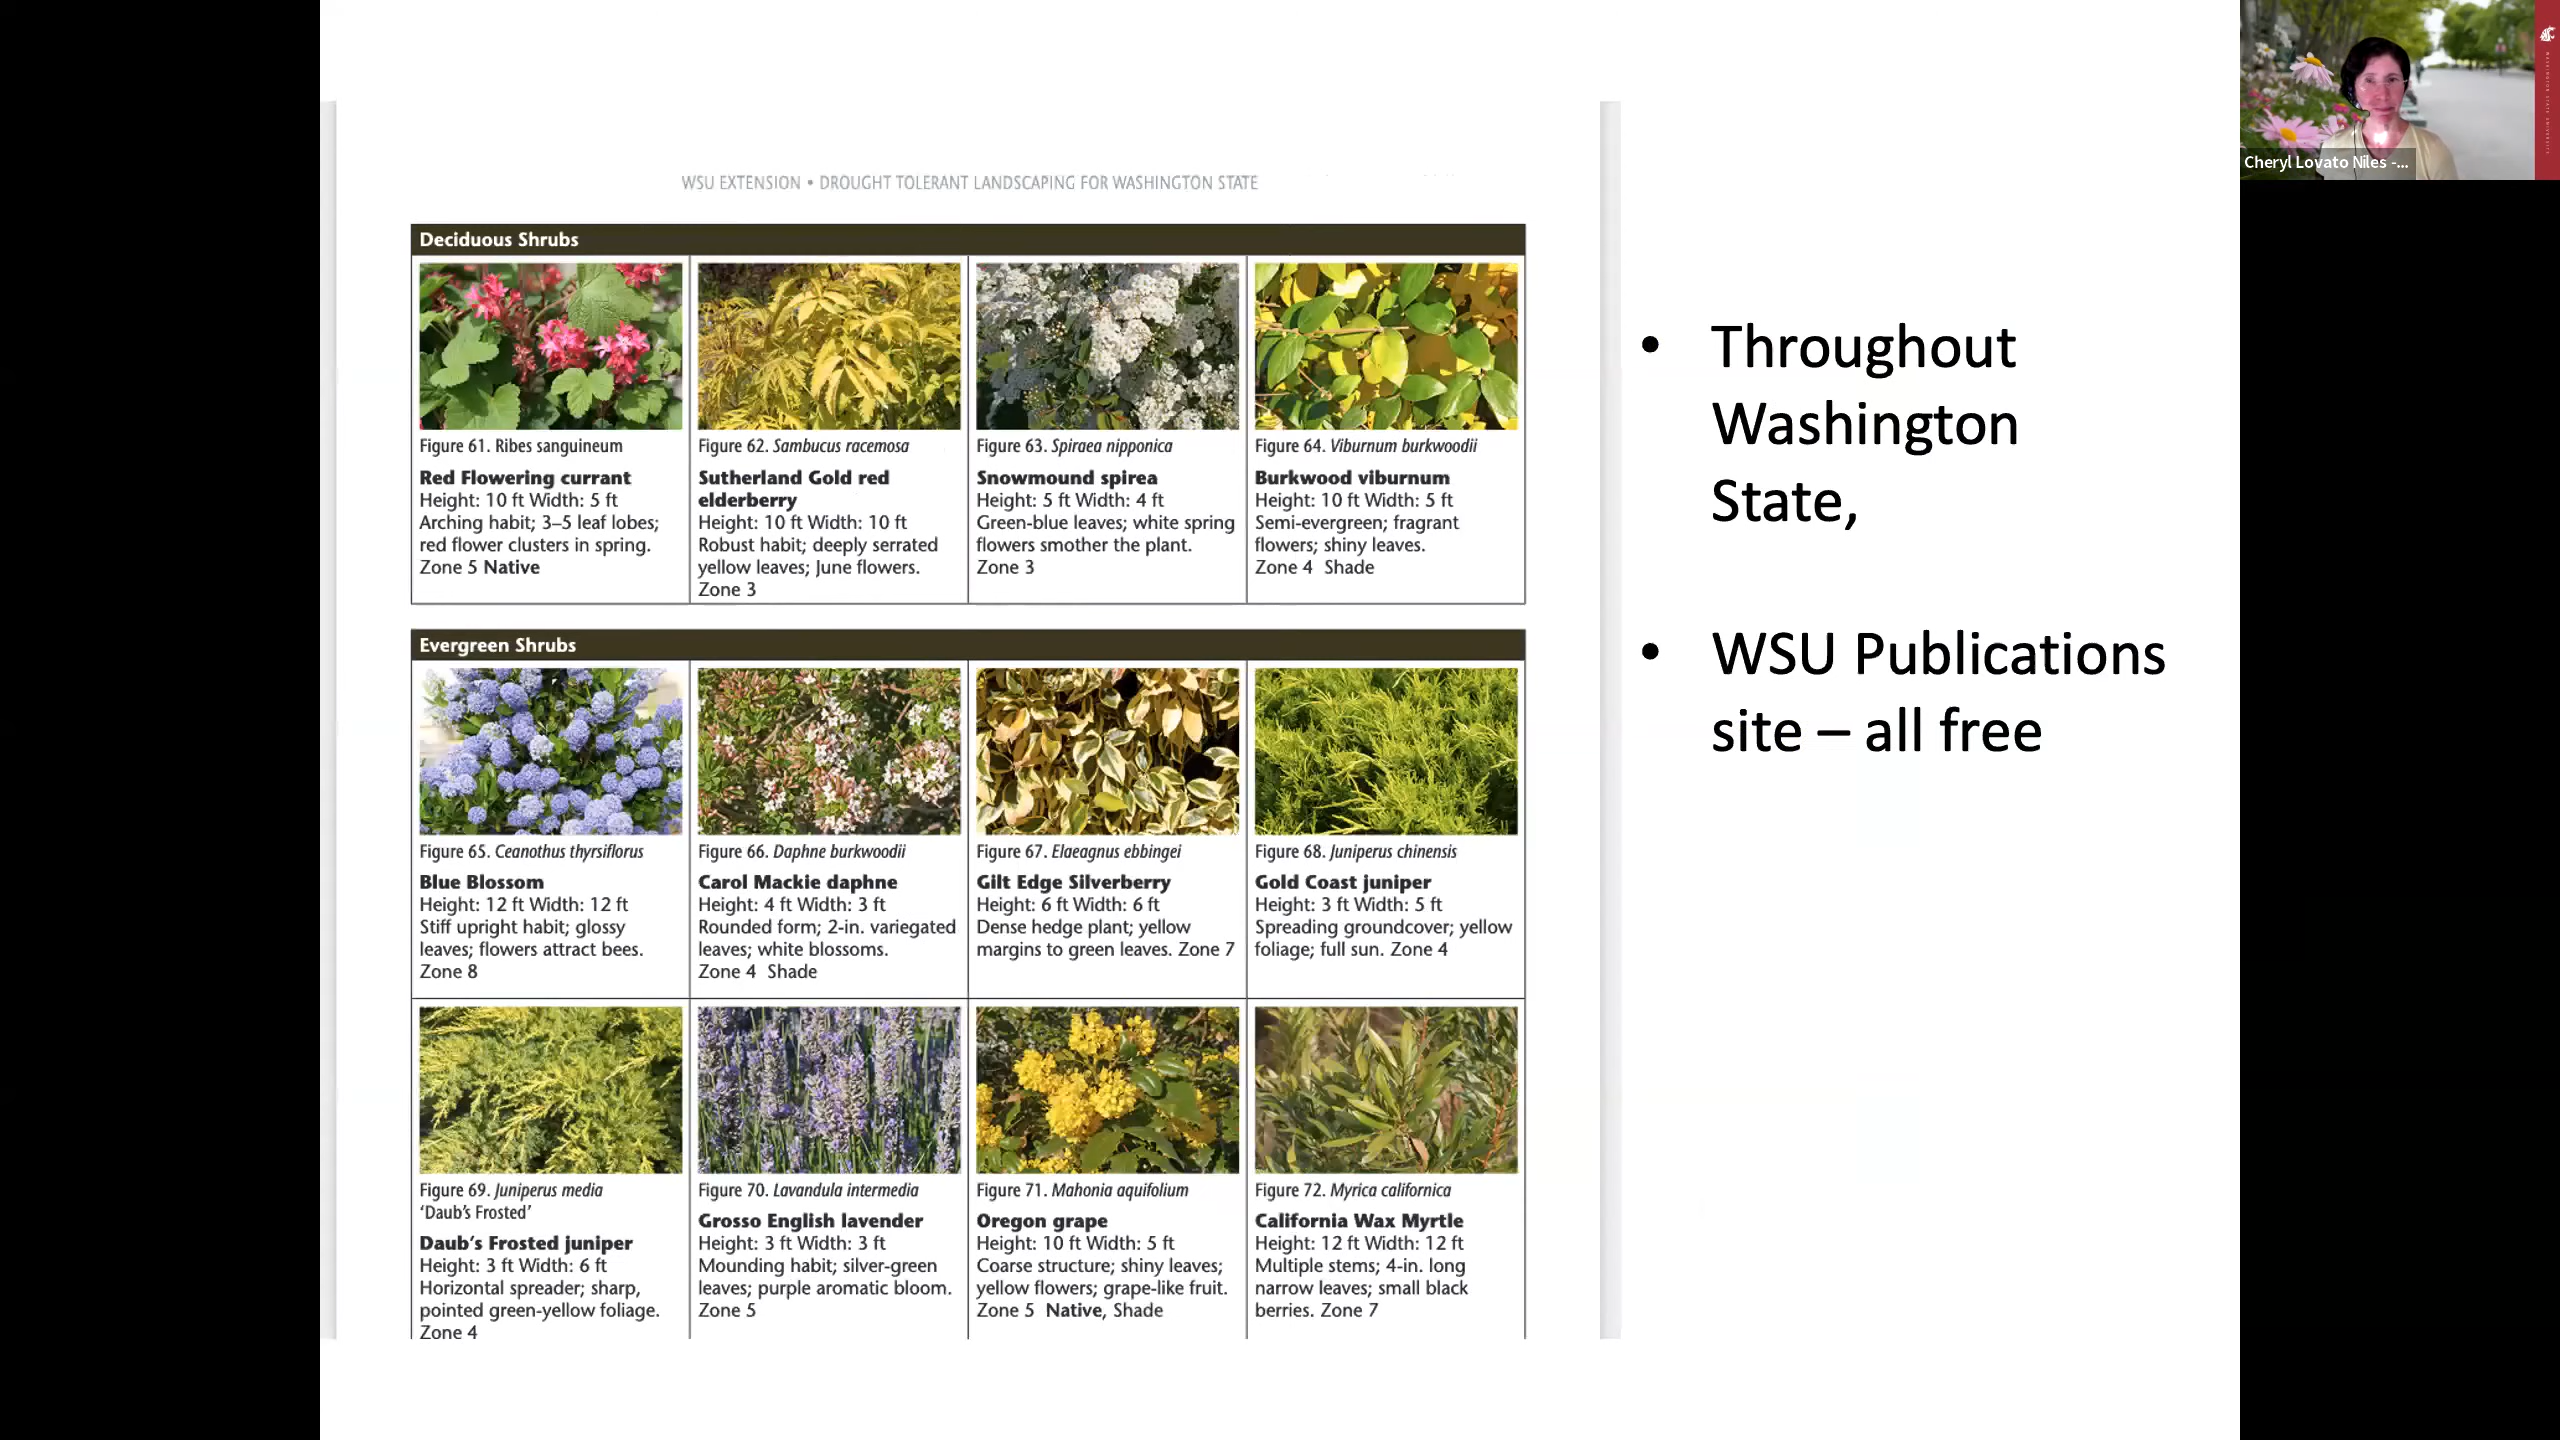 WSU EXTENSION • DROUGHT TOLERANT LANDSCAPING FOR WASHINGTON STATE
Deciduous Shrubs
Figure 61. Ribes sanguineum
Red Flowering currant
Height: 10 ft Width: 5 ft
Arching habit; 3–5 leaf lobes;
red flower clusters in spring.
Zone 5 Native
Figure 62. Sambucus racemosa
Sutherland Gold red
elderberry
Height: 10 ft Width: 10 ft
Robust habit; deeply serrated
yellow leaves; June flowers.
Zone 3
Figure 63. Spiraea nipponica
Snowmound spirea
Height: 5 ft Width: 4 ft
Green-blue leaves; white spring
flowers smother the plant.
Zone 3
Figure 64. Viburnum burkwoodii
Burkwood viburnum
Height: 10 ft Width: 5 ft
Semi-evergreen; fragrant
flowers; shiny leaves.
Zone 4 Shade
Evergreen Shrubs
Figure 65. Ceanothus thyrsiflorus
Blue Blossom
Height: 12 ft Width: 12 ft
Stiff upright habit; glossy
leaves; flowers attract bees.
Zone 8
Figure 66. Daphne burkwoodii
Carol Mackie daphne
Height: 4 ft Width: 3 ft
Rounded form; 2-in. variegated
leaves; white blossoms.
Zone 4 Shade
Figure 67. Elaeagnus ebbingei
Gilt Edge Silverberry
Height: 6 ft Width: 6 ft
Dense hedge plant; yellow
margins to green leaves. Zone 7
Figure 68. Juniperus chinensis
Gold Coast juniper
Height: 3 ft Width: 5 ft
Spreading groundcover; yellow
foliage; full sun. Zone 4
Figure 69. Juniperus media
‘Daub’s Frosted’
Daub’s Frosted juniper
Height: 3 ft Width: 6 ft
Horizontal spreader; sharp,
pointed green-yellow foliage.
Zone 4
Figure 70. Lavandula intermedia
Grosso English lavender
Height: 3 ft Width: 3 ft
Mounding habit; silver-green
leaves; purple aromatic bloom.
Zone 5
Figure 71. Mahonia aquifolium
Oregon grape
Height: 10 ft Width: 5 ft
Coarse structure; shiny leaves;
yellow flowers; grape-like fruit.
Zone 5 Native, Shade
Figure 72. Myrica californica
California Wax Myrtle
Height: 12 ft Width: 12 ft
Multiple stems; 4-in. long
narrow leaves; small black
berries. Zone 7
• Throughout
Washington
State,
• WSU Publications
site – all free
Cheryl Lovato Niles -...